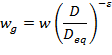 w_g = w(D/D_eq)^{-ε}